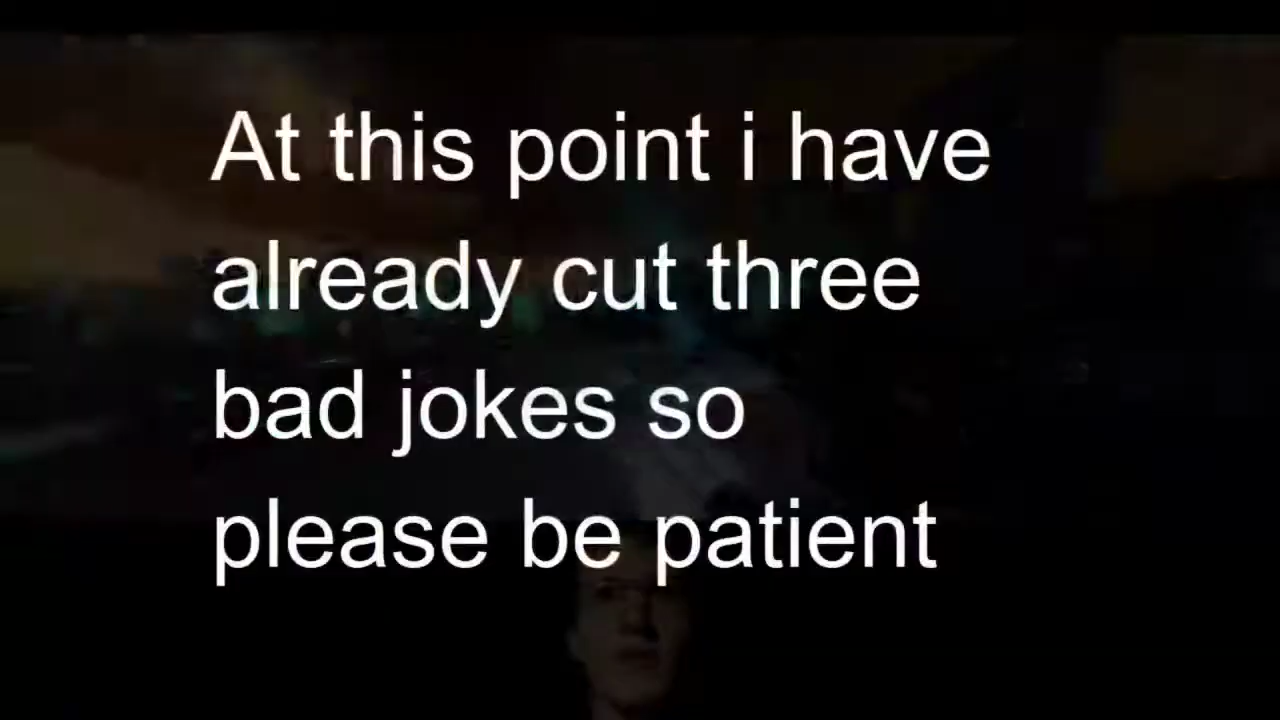 At this point i have
already cut three
bad jokes so
please be patient